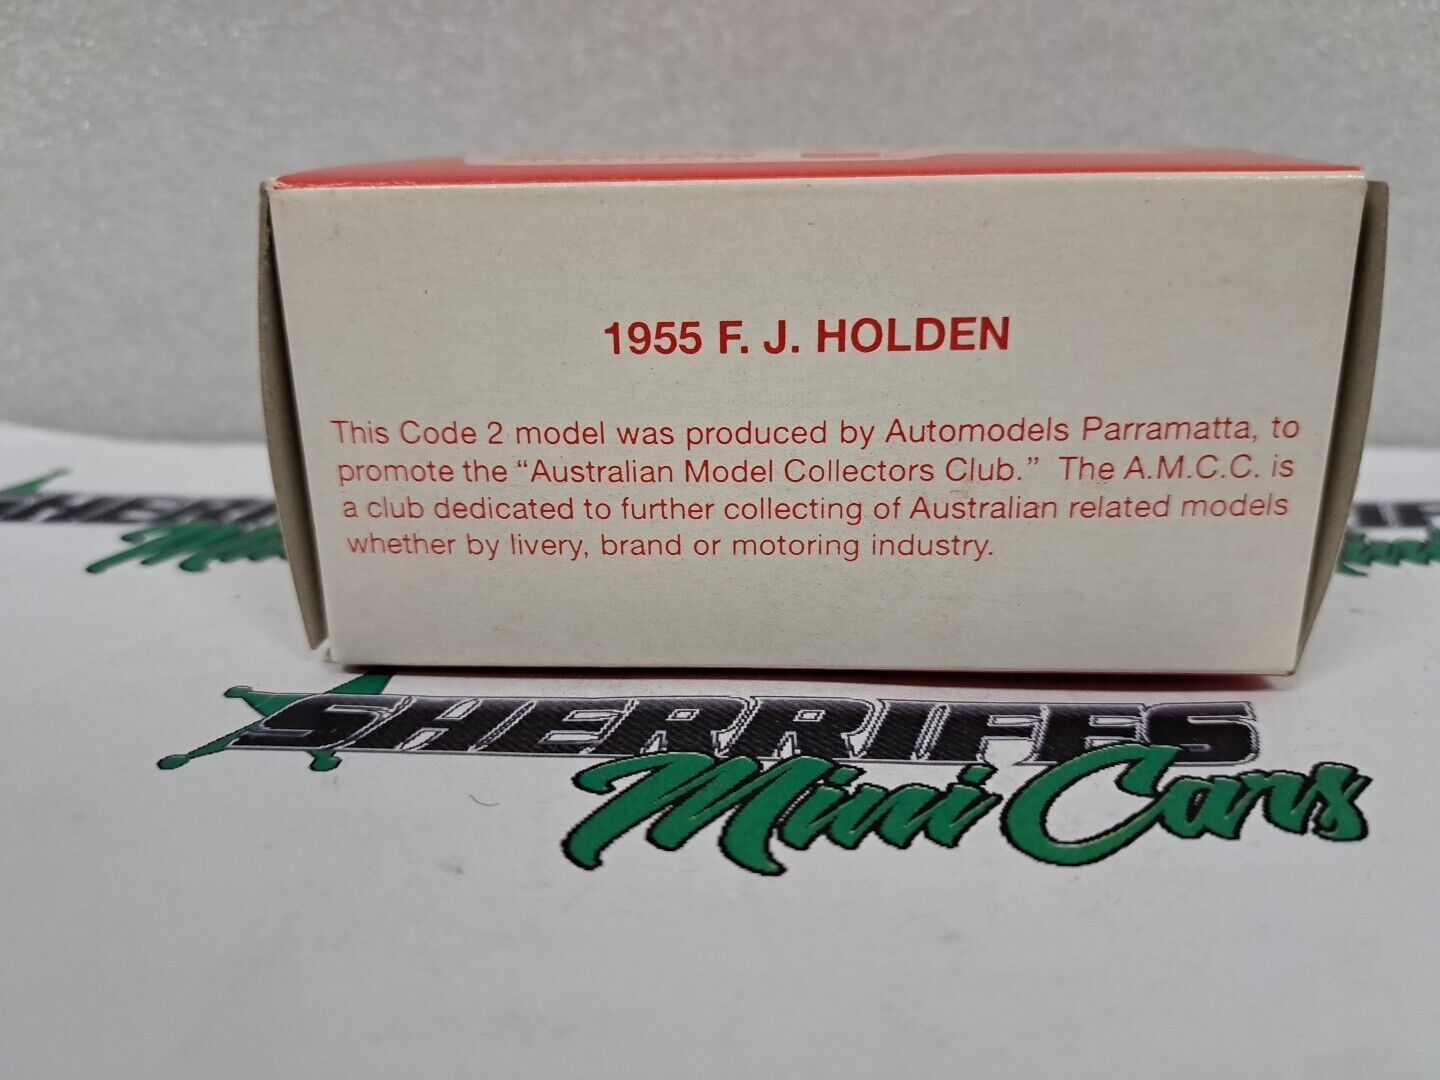 1955 F. J. HOLDEN
This Code 2 model was produced by Automodels Parramatta, to
promote the “Australian Model Collectors Club.” The A.M.C.C. is
a club dedicated to further collecting of Australian related models
whether by livery, brand or motoring industry.
SHERRIFFS
Mini Cars